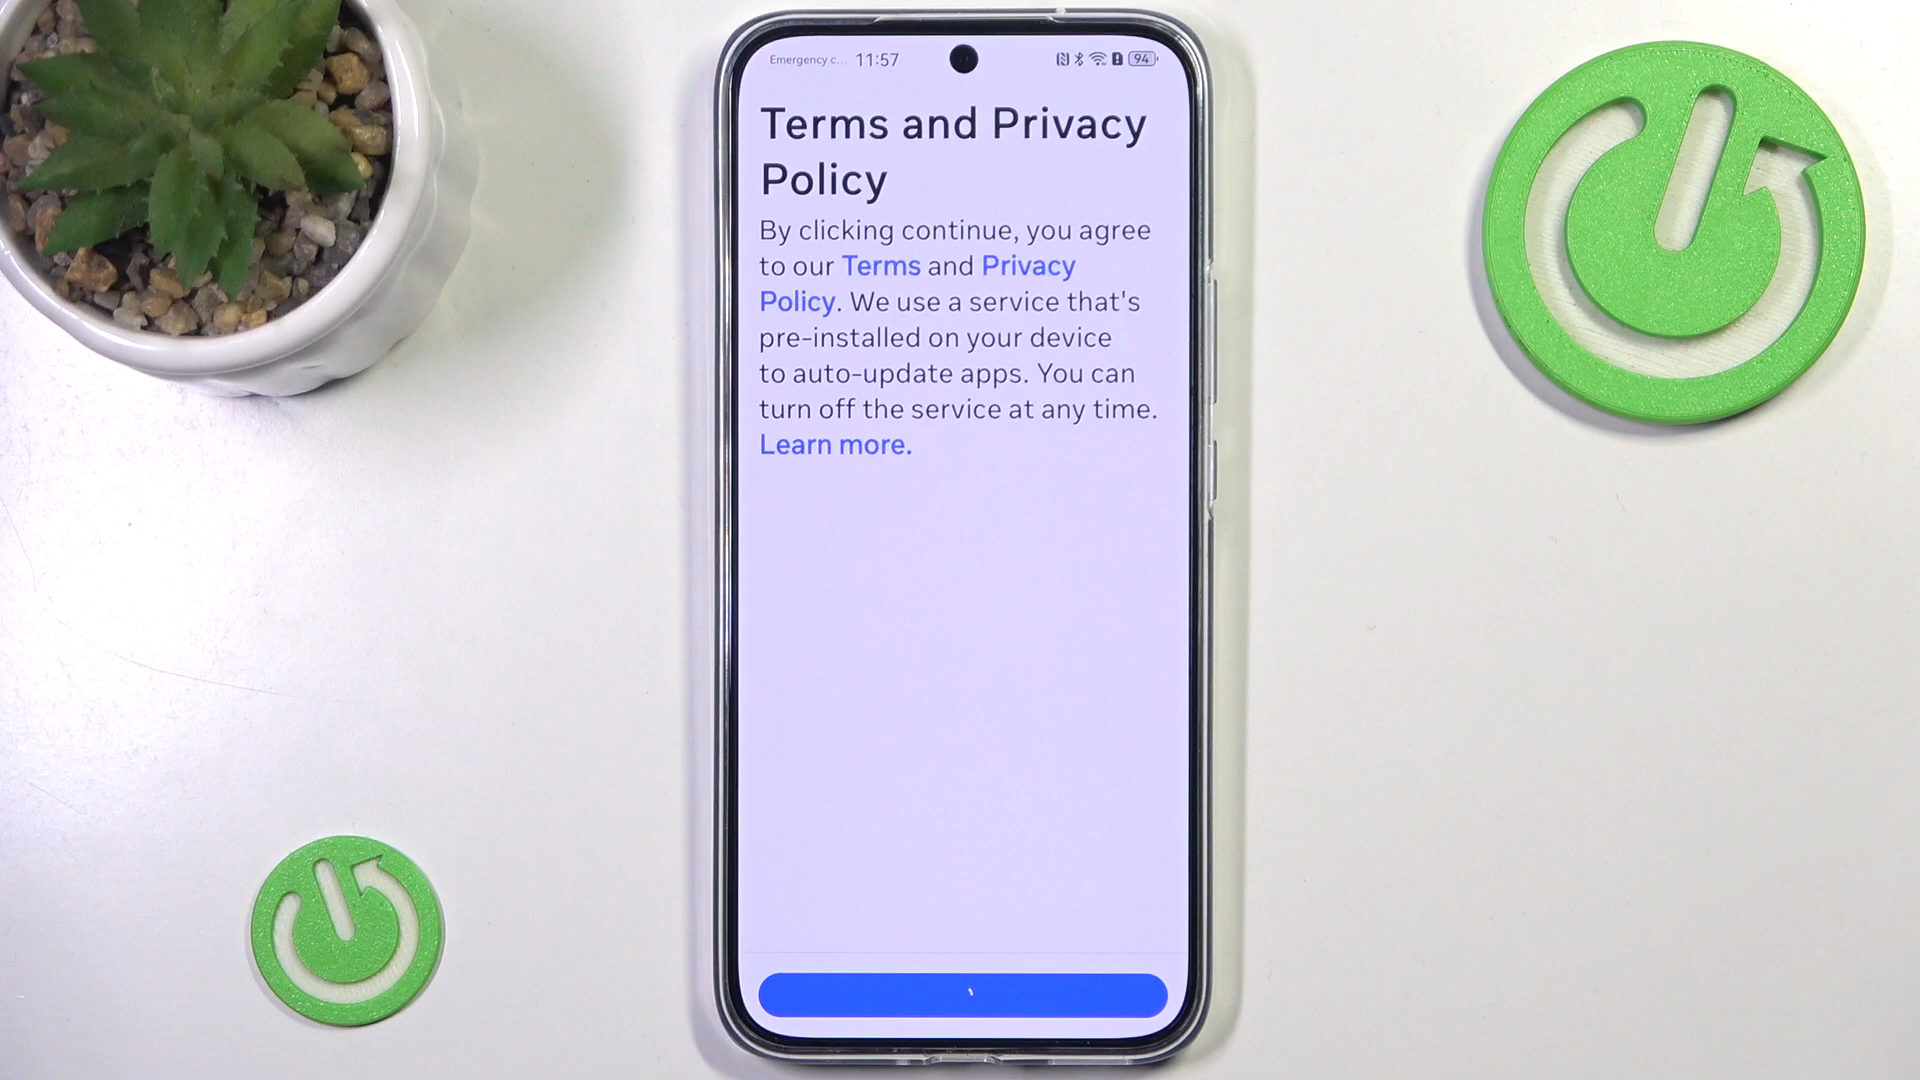 Emergency c... 11:57 94
Terms and Privacy
Policy
By clicking continue, you agree
to our Terms and Privacy
Policy. We use a service that's
pre-installed on your device
to auto-update apps. You can
turn off the service at any time.
Learn more.